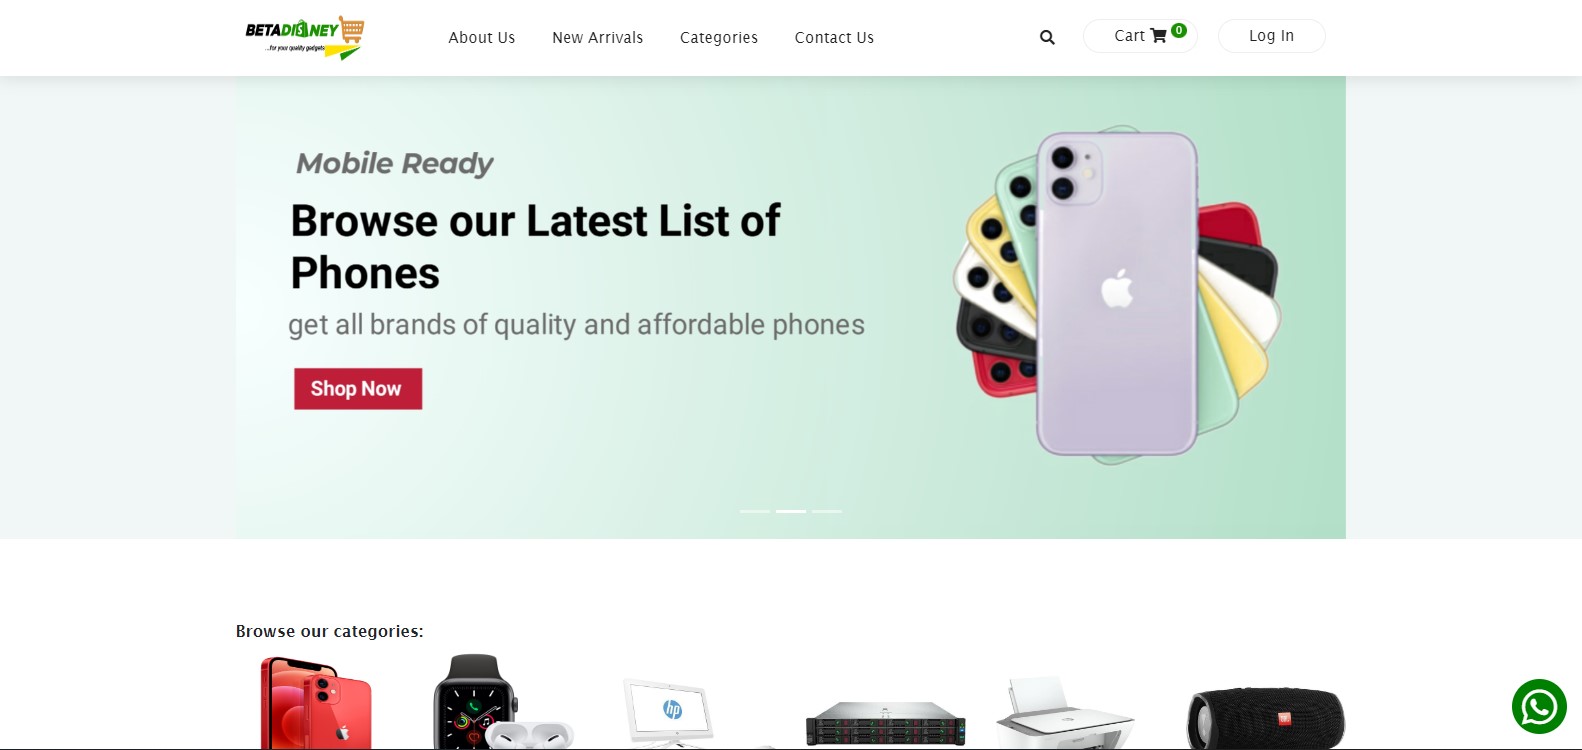 BETADISNEY
...for your quality gadgets
About Us
New Arrivals
Categories
Contact Us
Cart 0
Log In
Mobile Ready
Browse our Latest List of
Phones
get all brands of quality and affordable phones
Shop Now
Browse our categories:
hp